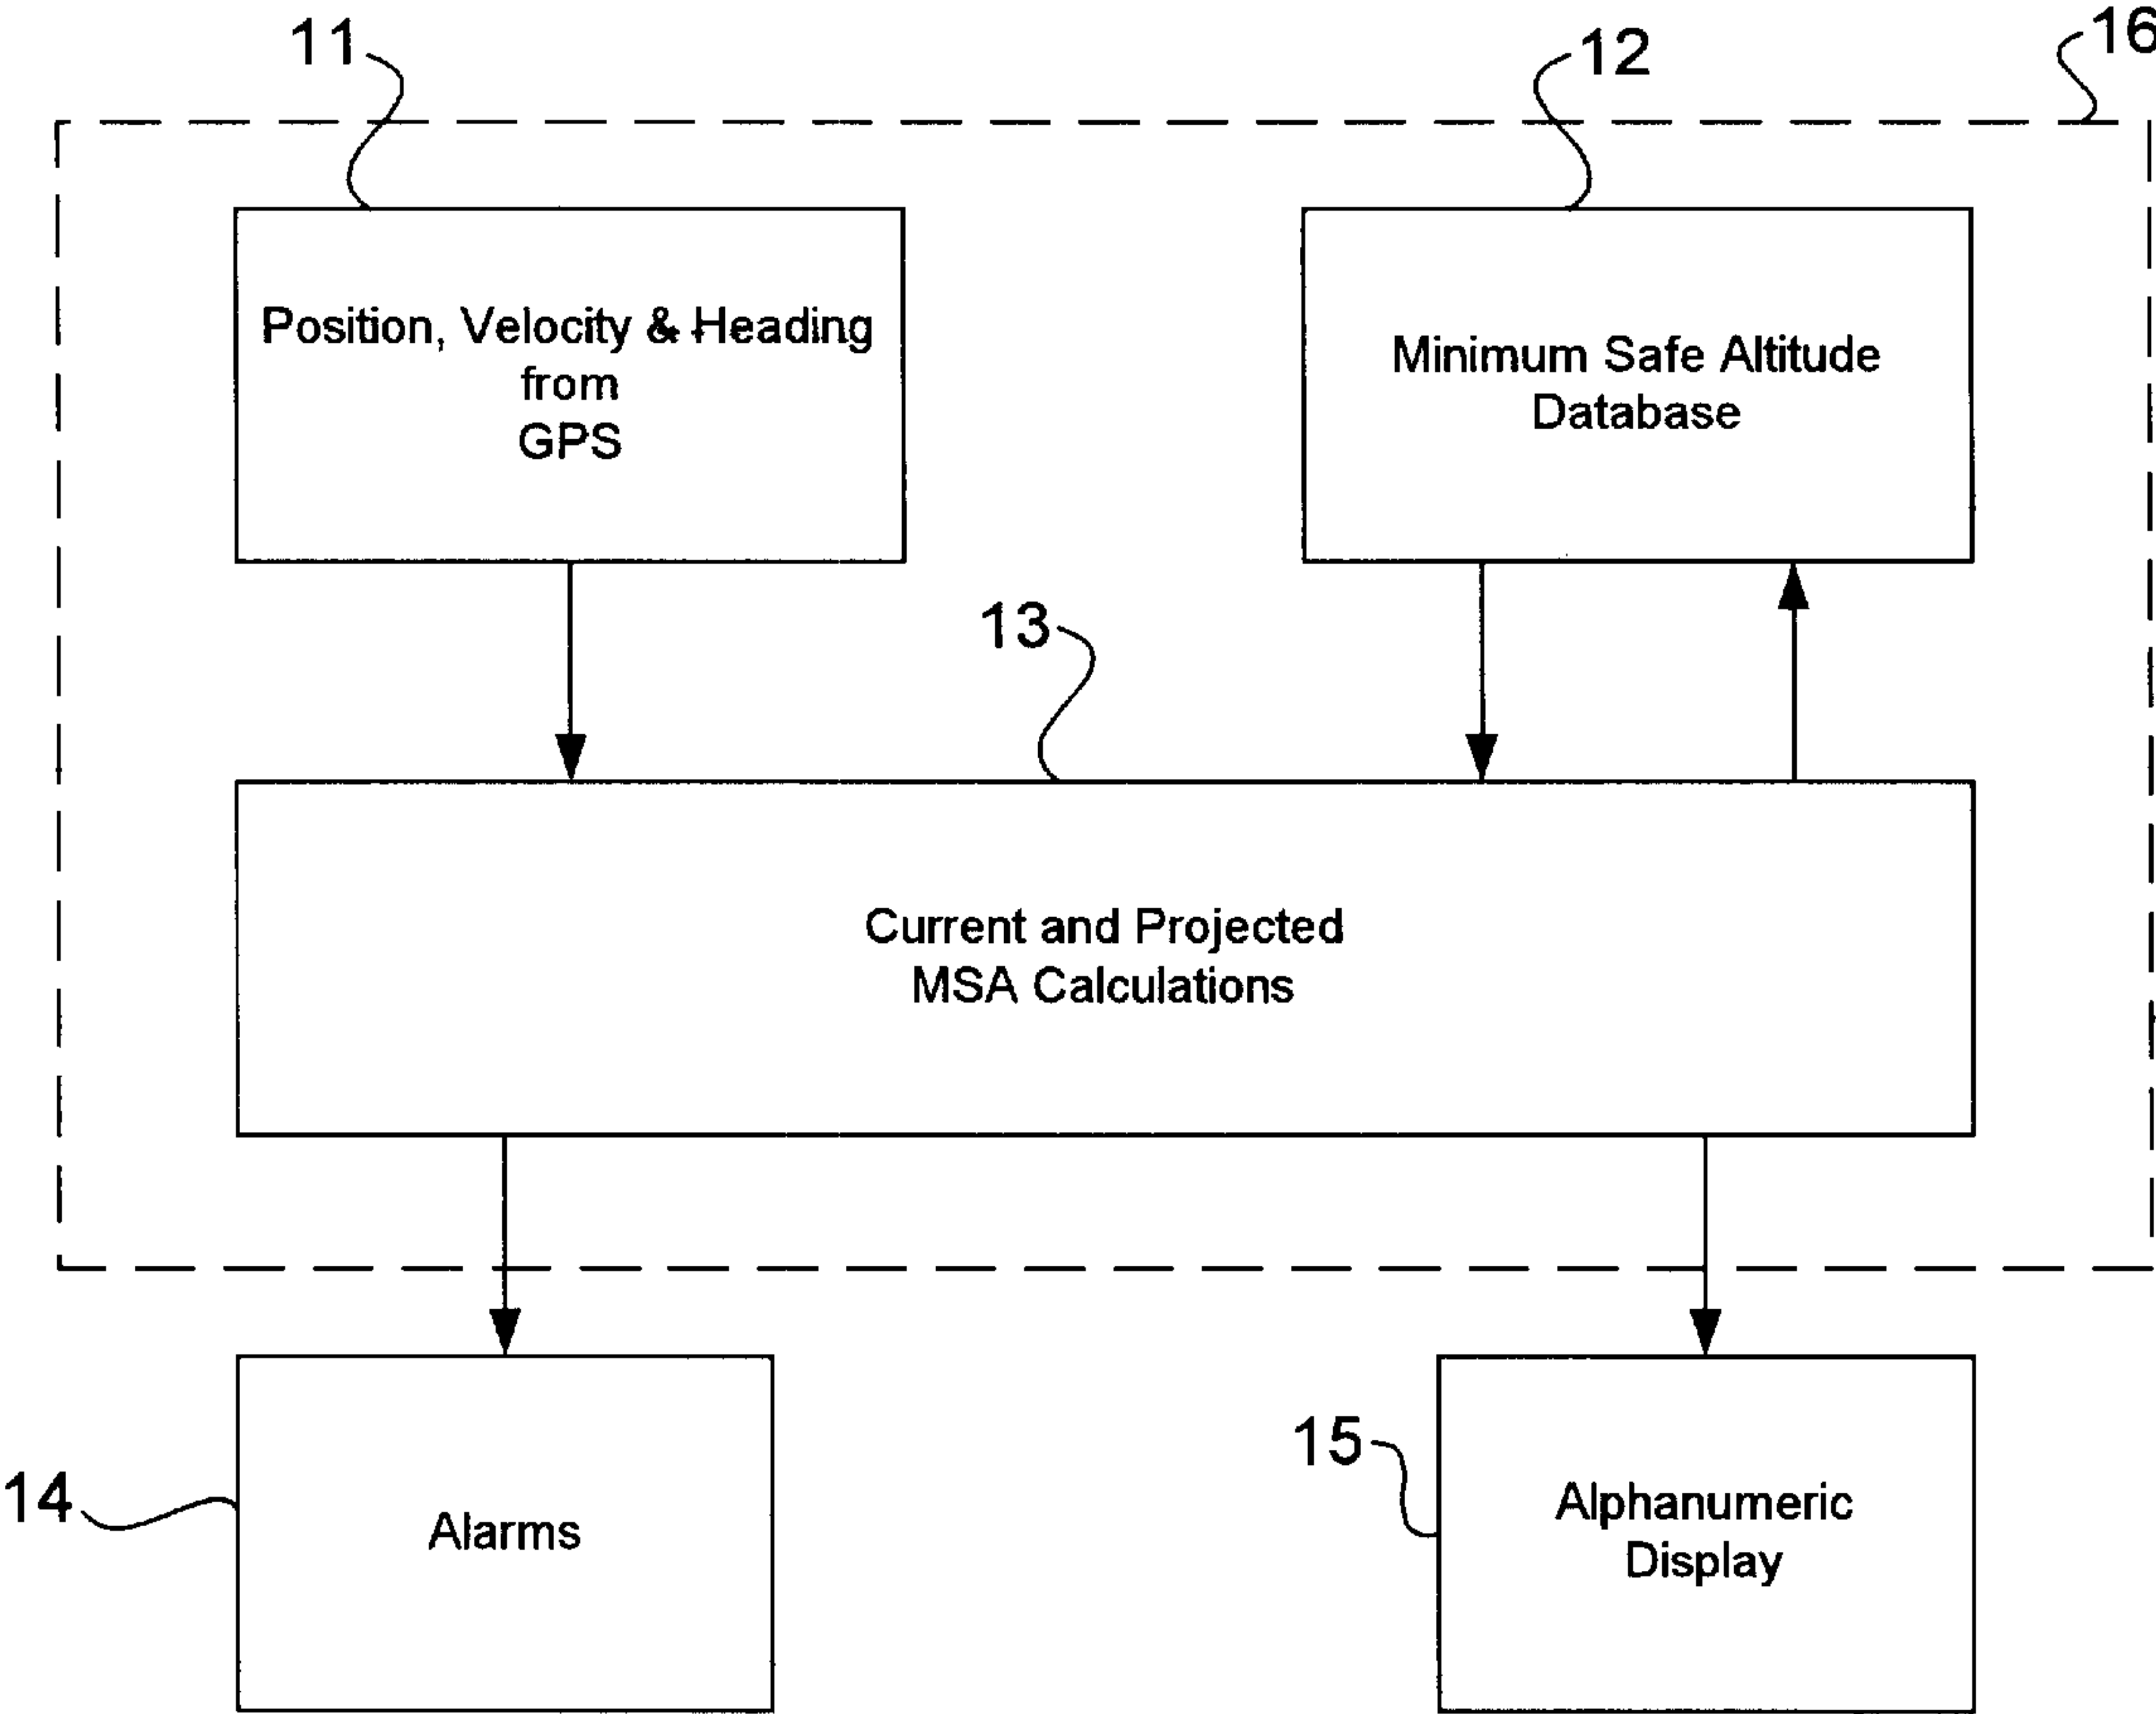 11
12
16
Position, Velocity & Heading
from
GPS
Minimum Safe Altitude
Database
13
Current and Projected
MSA Calculations
14
Alarms
15
Alphanumeric
Display